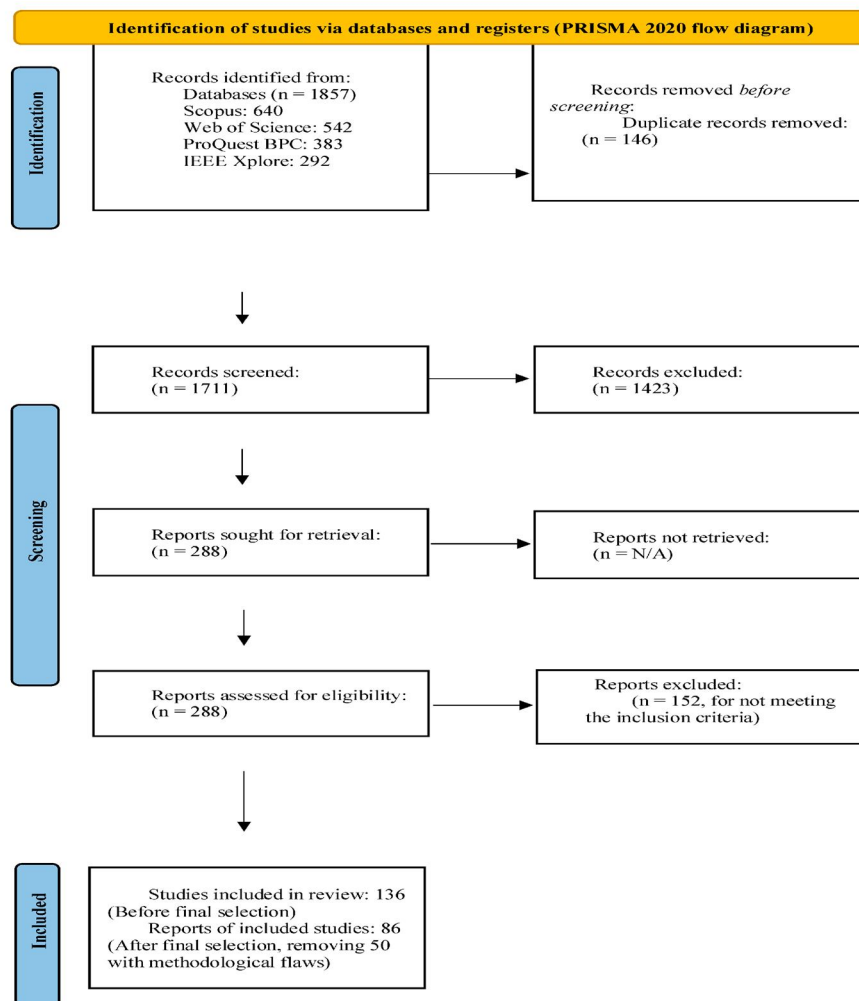 Identification of studies via databases and registers (PRISMA 2020 flow diagram)
Identification
Records identified from:
Databases (n = 1857)
Scopus: 640
Web of Science: 542
ProQuest BPC: 383
IEEE Xplore: 292
Records removed before
screening:
Duplicate records removed:
(n = 146)
Screening
Records screened:
(n = 1711)
Records excluded:
(n = 1423)
Reports sought for retrieval:
(n = 288)
Reports not retrieved:
(n = N/A)
Reports assessed for eligibility:
(n = 288)
Reports excluded:
(n = 152, for not meeting
the inclusion criteria)
Included
Studies included in review: 136
(Before final selection)
Reports of included studies: 86
(After final selection, removing 50
with methodological flaws)